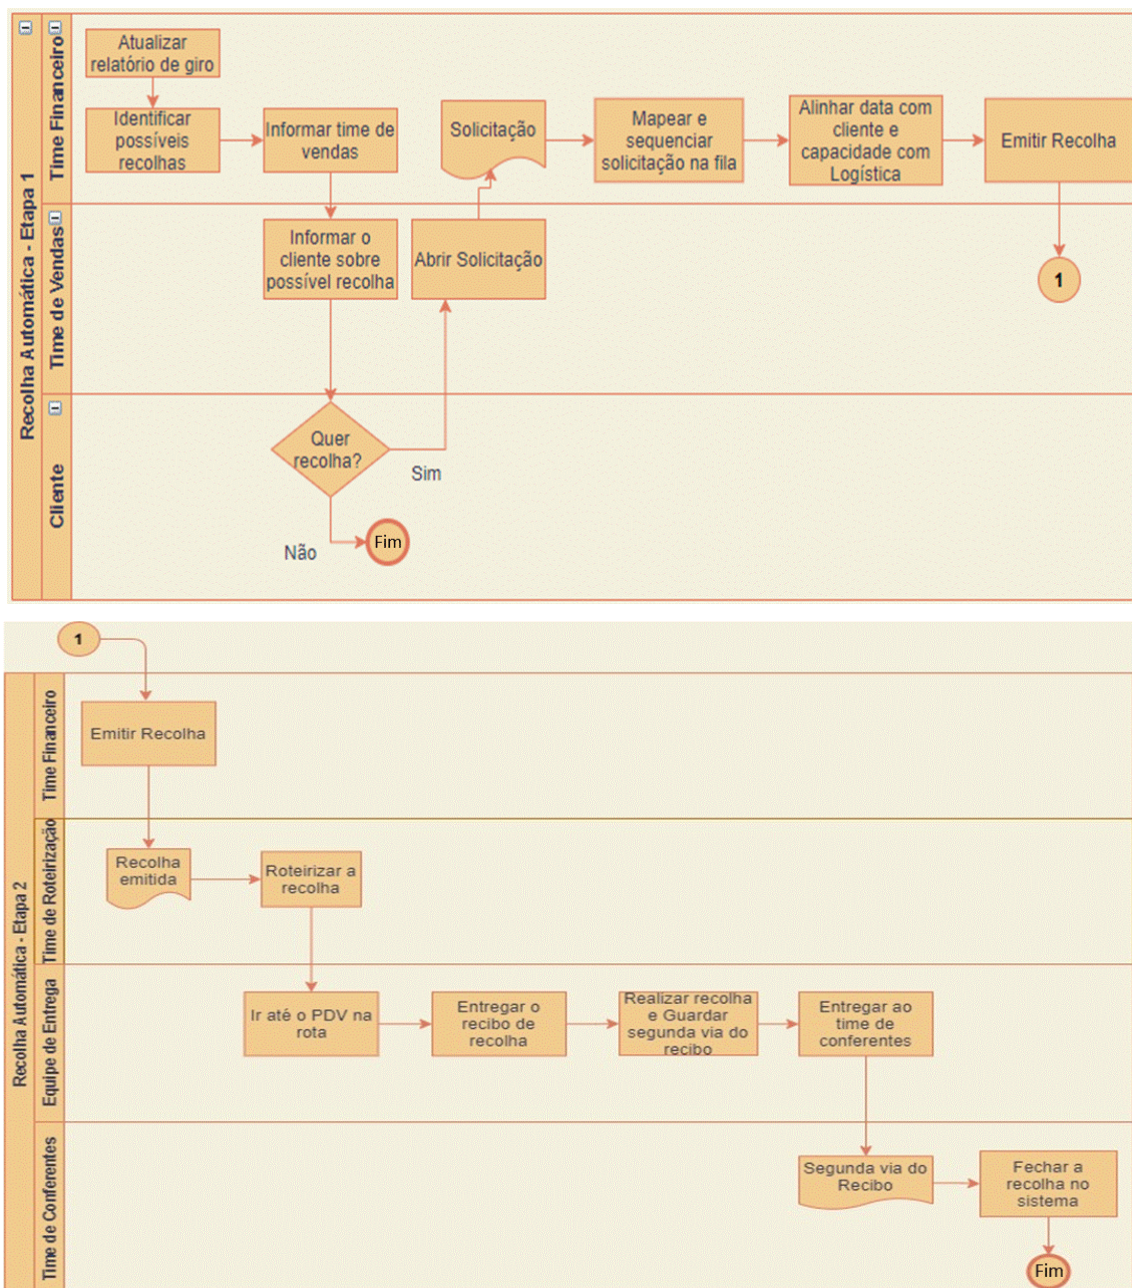 Recolha Automática - Etapa 1
Time Financeiro
Atualizar
relatório de giro
Identificar
possíveis
recolhas
Informar time de
vendas
Solicitação
Mapear e
sequenciar
solicitação na fila
Alinhar data com
cliente e
capacidade com
Logística
Emitir Recolha
Time de Vendas
Informar o
cliente sobre
possível recolha
Abrir Solicitação
1
Cliente
Quer
recolha?
Sim
Não
Fim
1
Recolha Automática - Etapa 2
Time Financeiro
Emitir Recolha
Time de Roteirização
Recolha
emitida
Roteirizar a
recolha
Equipe de Entrega
Ir até o PDV na
rota
Entregar o
recibo de
recolha
Realizar recolha
e Guardar
segunda via do
recibo
Entregar ao
time de
conferentes
Time de Conferentes
Segunda via do
Recibo
Fechar a
recolha no
sistema
Fim